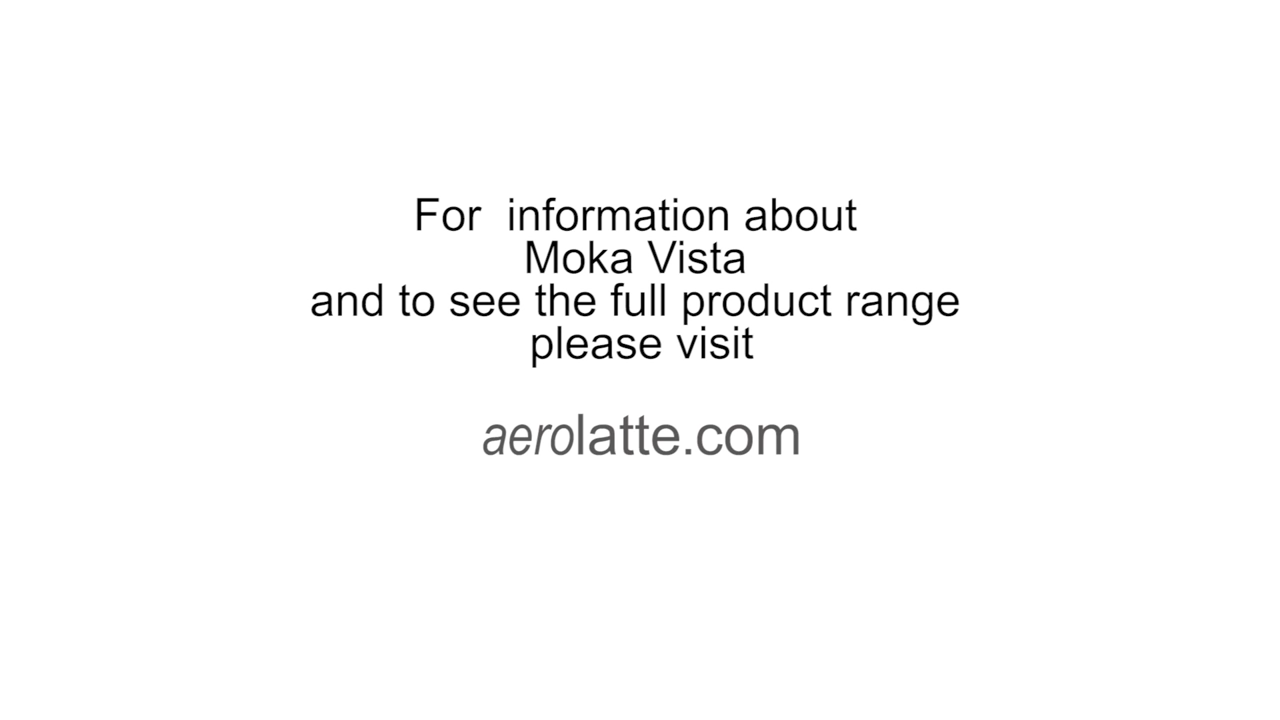 For  information about
Moka Vista
and to see the full product range
please visit
aerolatte.com